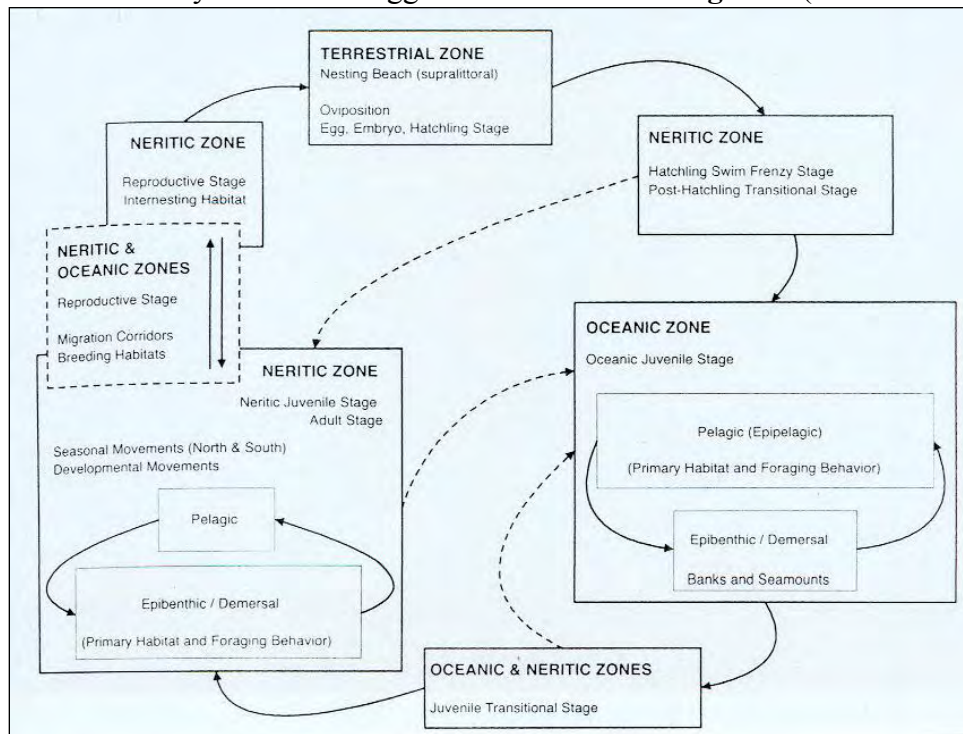 TERRESTRIAL ZONE
Nesting Beach (supralittoral)
Oviposition
Egg, Embryo, Hatchling Stage
NERITIC ZONE
Hatchling Swim Frenzy Stage
Post-Hatchling Transitional Stage
NERITIC ZONE
Reproductive Stage
Internesting Habitat
NERITIC &
OCEANIC ZONES
Reproductive Stage
Migration Corridors
Breeding Habitats
OCEANIC ZONE
Oceanic Juvenile Stage
Pelagic (Epipelagic)
(Primary Habitat and Foraging Behavior)
Epibenthic / Demersal
Banks and Seamounts
NERITIC ZONE
Neritic Juvenile Stage
Adult Stage
Seasonal Movements (North & South)
Developmental Movements
Pelagic
Epibenthic / Demersal
(Primary Habitat and Foraging Behavior)
OCEANIC & NERITIC ZONES
Juvenile Transitional Stage